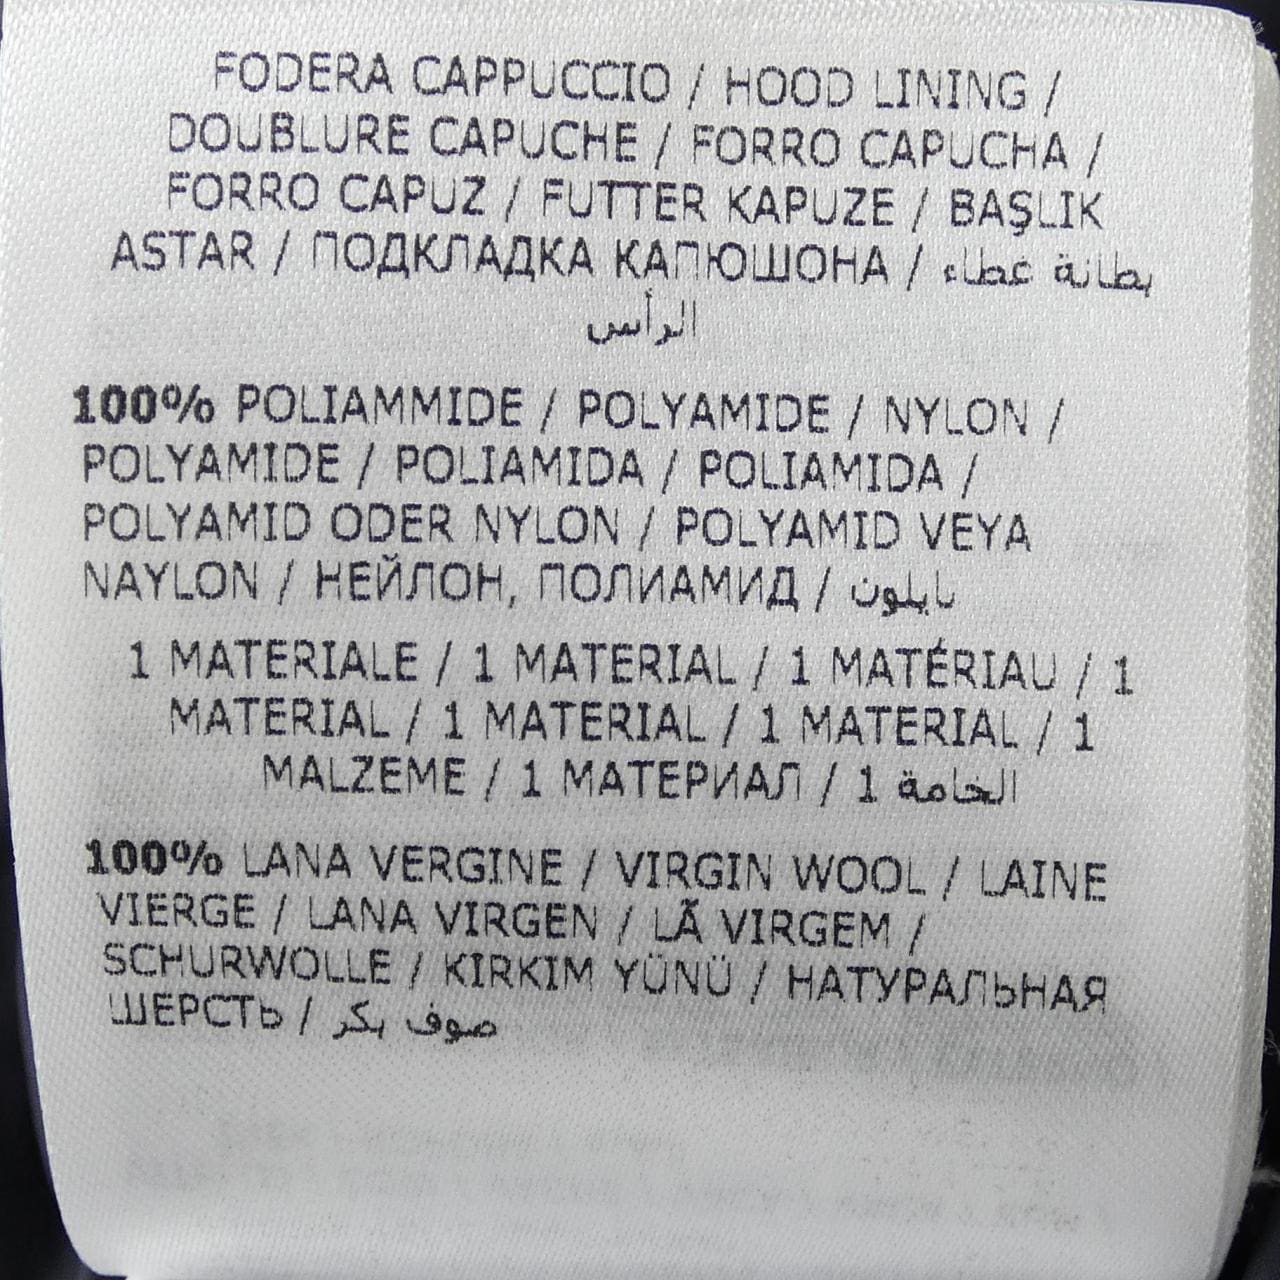 FODERA CAPPUCCIO / HOOD LINING /
DOUBLURE CAPUCHE / FORRO CAPUCHA /
FORRO CAPUZ / FUTTER KAPUZE / BAŞLIK
ASTAR / ПОДКЛАДКА КАПЮШОНА / بطانة غطاء
الرأس
100% POLIAMMIDE / POLYAMIDE / NYLON /
POLYAMIDE / POLIAMIDA / POLIAMIDA /
POLYAMID ODER NYLON / POLYAMID VEYA
NAYLON / НЕЙЛОН, ПОЛИАМИД / نايلون
1 MATERIALE / 1 MATERIAL / 1 MATÉRIAU / 1
MATERIAL / 1 MATERIAL / 1 MATERIAL / 1
MALZEME / 1 МАТЕРИАЛ / 1 الخامة
100% LANA VERGINE / VIRGIN WOOL / LAINE
VIERGE / LANA VIRGEN / LÃ VIRGEM /
SCHURWOLLE / KIRKIM YÜNÜ / НАТУРАЛЬНАЯ
ШЕРСТЬ / صوف بكر